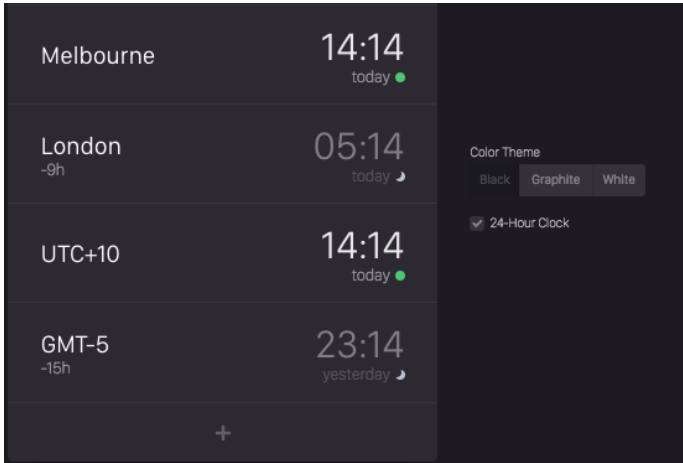 Melbourne
14:14
today
London
-9h
05:14
today
UTC+10
14:14
today
GMT-5
-15h
23:14
yesterday
+
Color Theme
Black Graphite White
24-Hour Clock